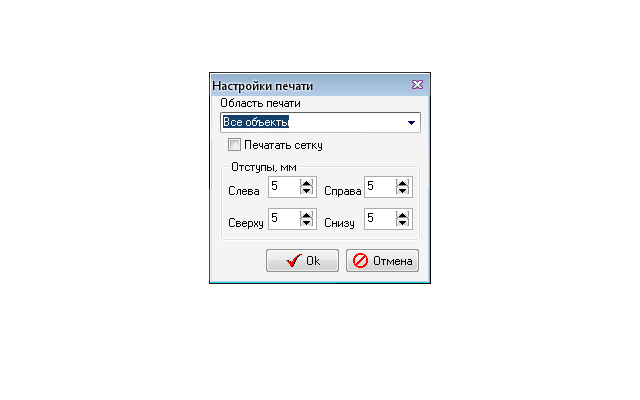 Настройки печати
Область печати
Все объекты
Печатать сетку
Отступы, мм
Слева 5 Справа 5
Сверху 5 Снизу 5
Ok Отмена